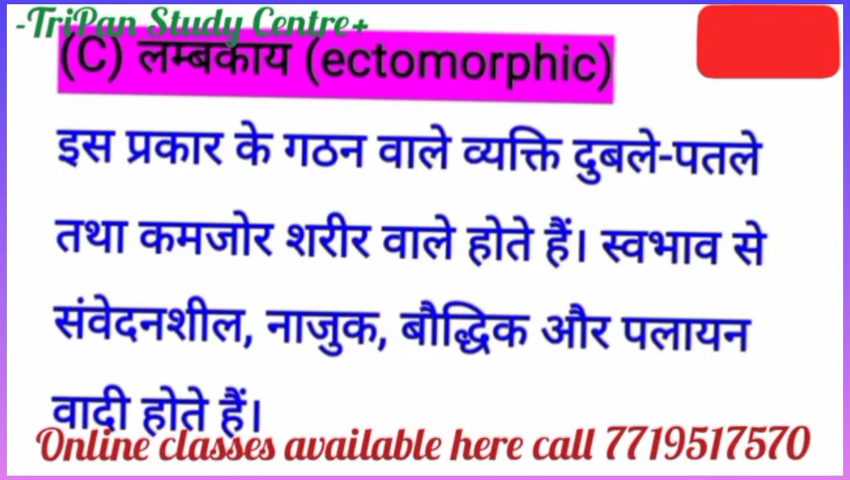 -TriPan Study Centre+
(C) लम्बकाय (ectomorphic)
इस प्रकार के गठन वाले व्यक्ति दुबले-पतले
तथा कमजोर शरीर वाले होते हैं। स्वभाव से
संवेदनशील, नाजुक, बौद्धिक और पलायन
वादी होते हैं।
Online classes available here call 7719517570